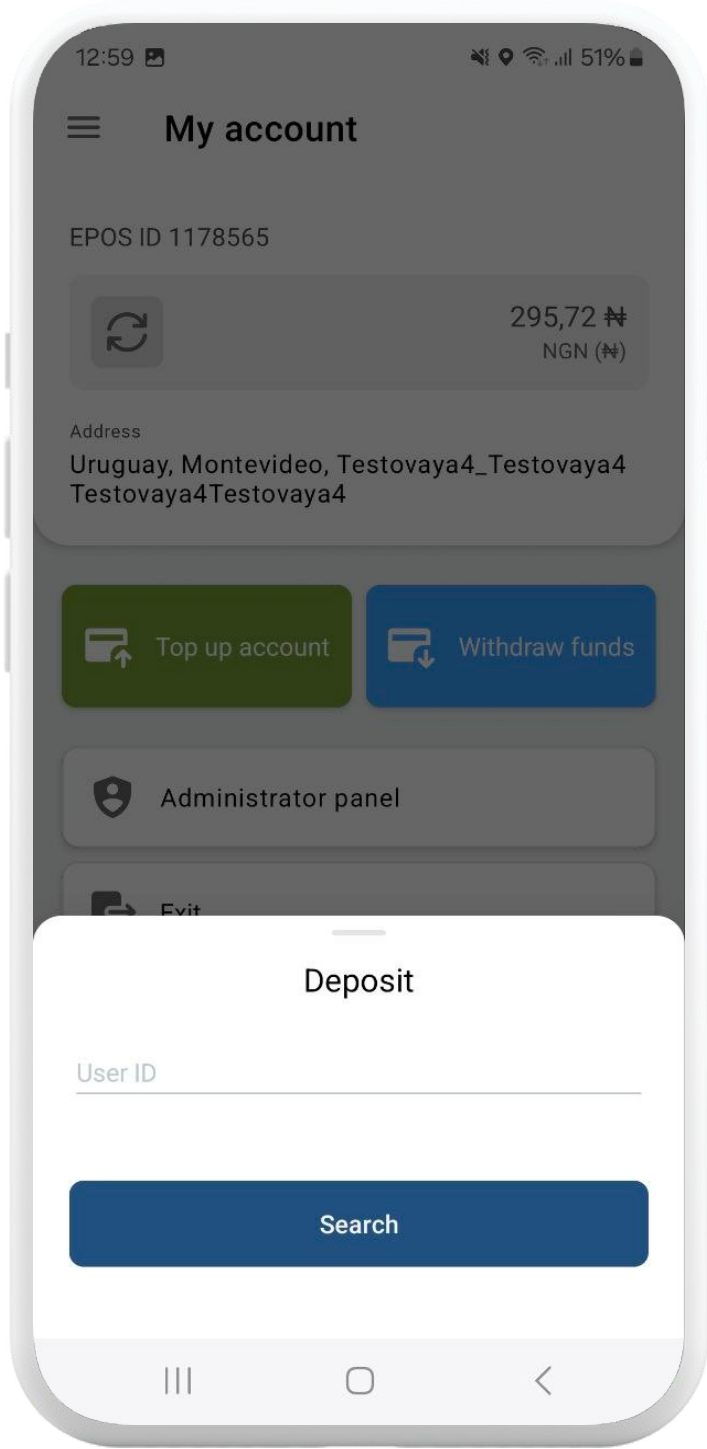 12:59
51%
My account
EPOS ID 1178565
295,72 ₦
NGN (₦)
Address
Uruguay, Montevideo, Testovaya4_Testovaya4
Testovaya4Testovaya4
Top up account
Withdraw funds
Administrator panel
Exit
Deposit
User ID
Search